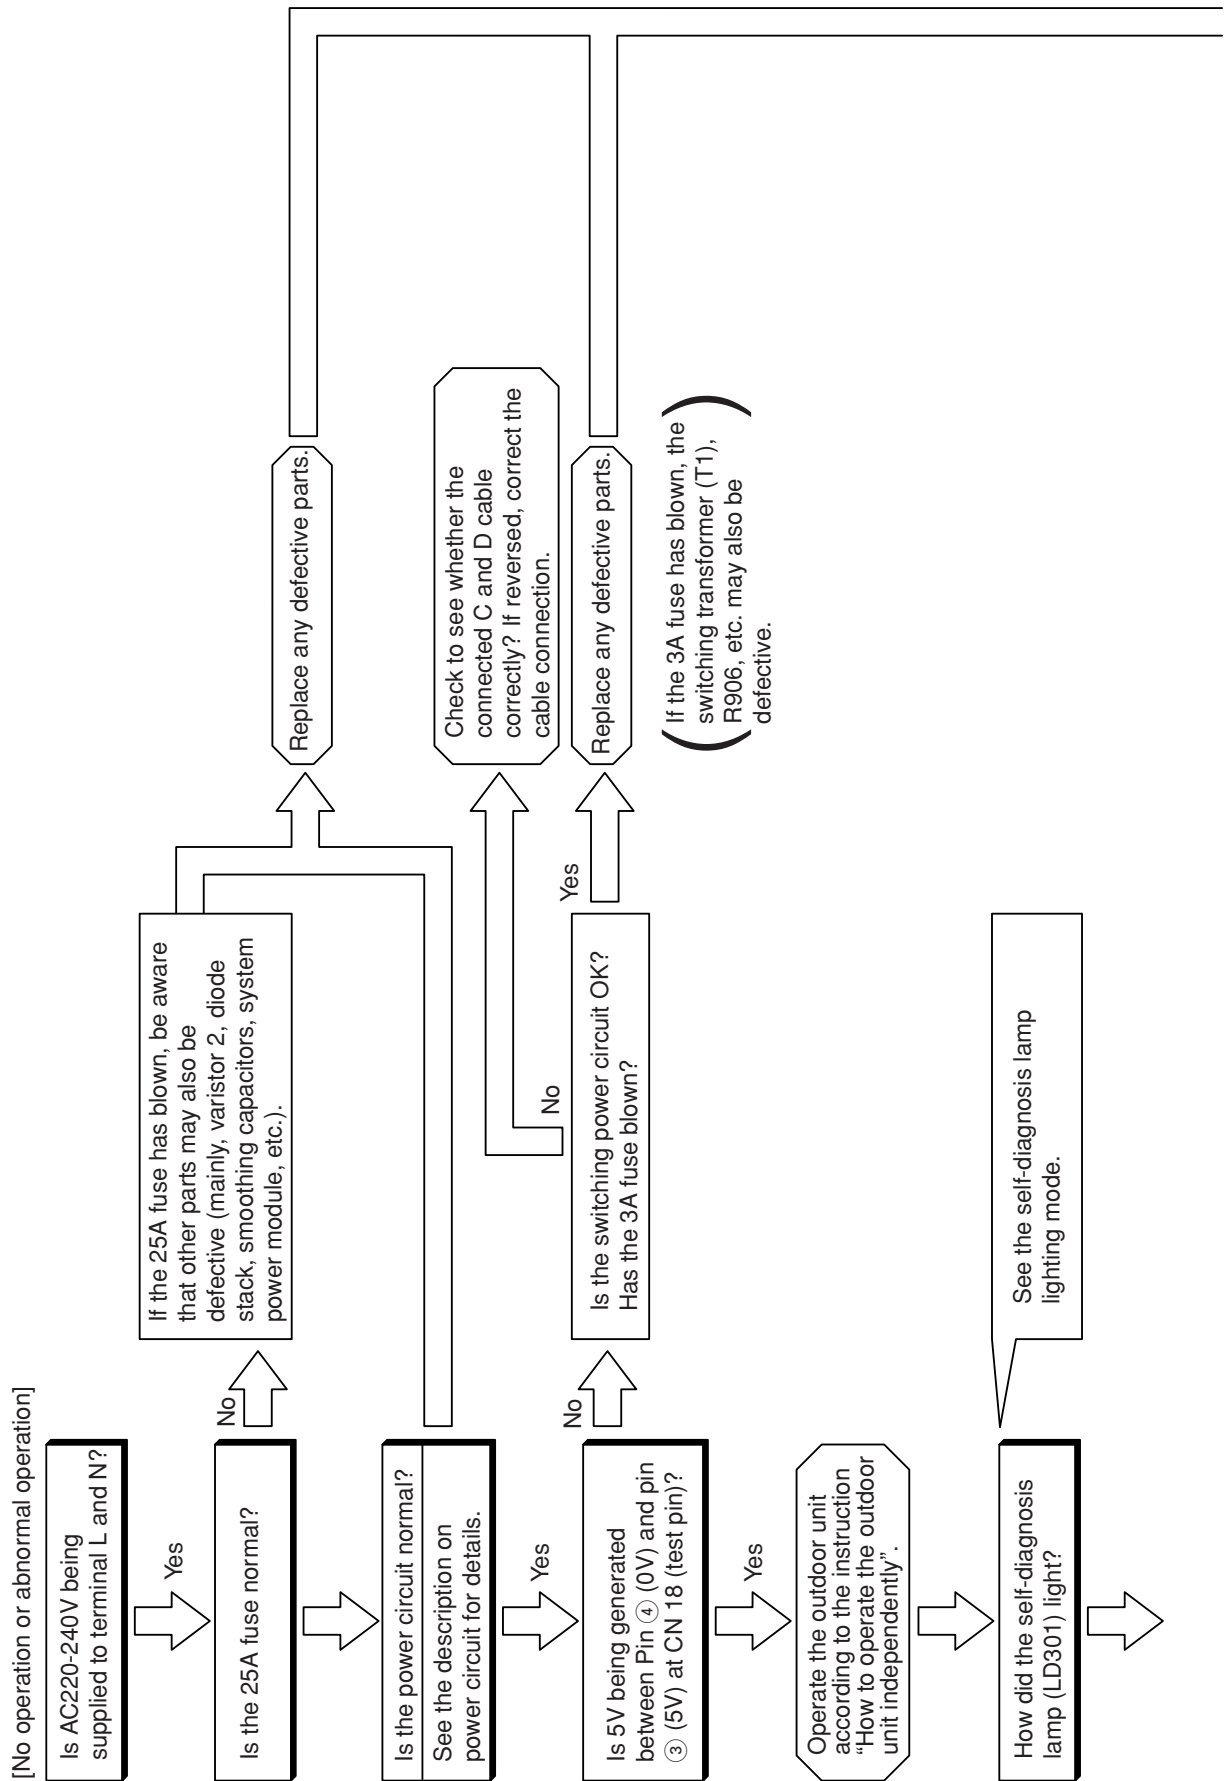 [No operation or abnormal operation]
Is AC220-240V being
supplied to terminal L and N?
Yes
Is the 25A fuse normal?
No
If the 25A fuse has blown, be aware
that other parts may also be
defective (mainly, varistor 2, diode
stack, smoothing capacitors, system
power module, etc.).
Replace any defective parts.
Is the power circuit normal?
See the description on
power circuit for details.
Yes
Is 5V being generated
between Pin ④ (0V) and pin
③ (5V) at CN 18 (test pin)?
No
Is the switching power circuit OK?
Has the 3A fuse blown?
No
Check to see whether the
connected C and D cable
correctly? If reversed, correct the
cable connection.
Yes
Replace any defective parts.
If the 3A fuse has blown, the
switching transformer (T1),
R906, etc. may also be
defective.
Yes
Operate the outdoor unit
according to the instruction
“How to operate the outdoor
unit independently”.
How did the self-diagnosis
lamp (LD301) light?
See the self-diagnosis lamp
lighting mode.